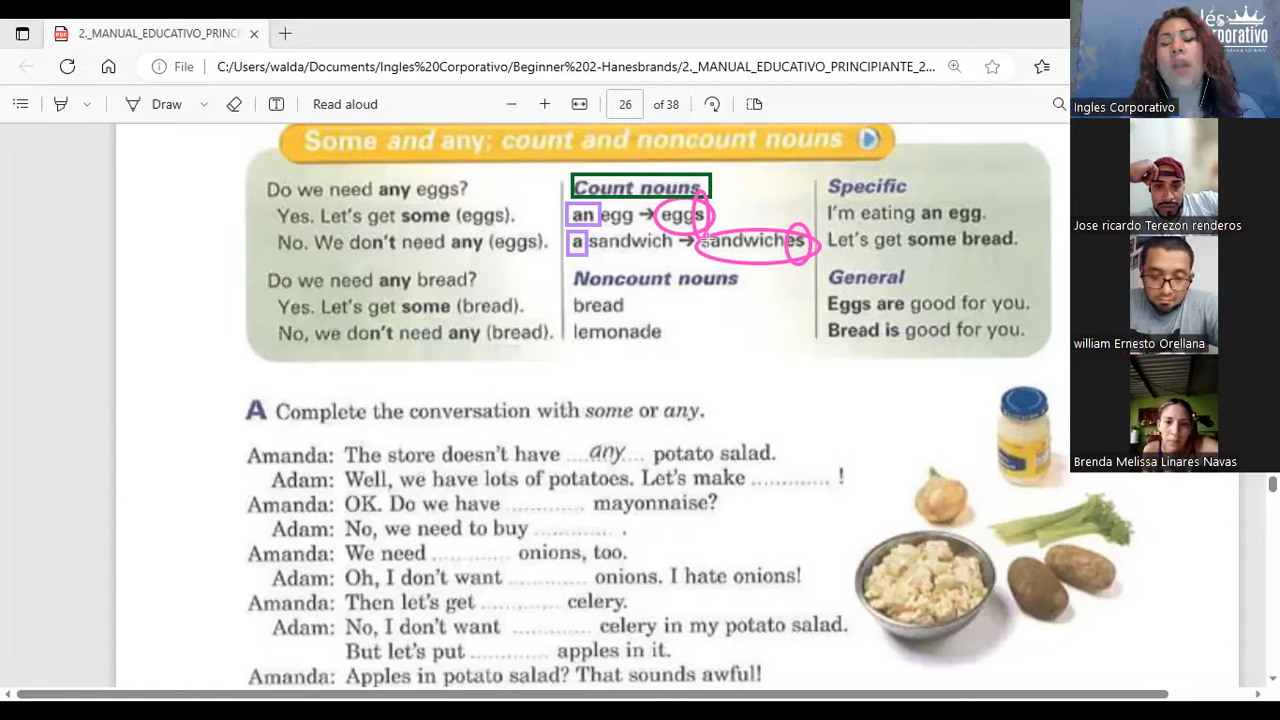 2._MANUAL_EDUCATIVO_PRINCI
File
C:/Users/walda/Documents/Ingles%20Corporativo/Beginner%202-Hanesbrands/2._MANUAL_EDUCATIVO_PRINCIPIANTE_2...
Draw
Read aloud
26 of 38
Some and any; count and noncount nouns
Do we need any eggs?
Yes. Let's get some (eggs).
No. We don't need any (eggs).
Do we need any bread?
Yes. Let's get some (bread).
No, we don't need any (bread).
Count nouns
an egg → eggs
a sandwich → sandwiches
Noncount nouns
bread
lemonade
Specific
I'm eating an egg.
Let's get some bread.
General
Eggs are good for you.
Bread is good for you.
A Complete the conversation with some or any.
Amanda: The store doesn't have ....any.... potato salad.
Adam: Well, we have lots of potatoes. Let's make ............. !
Amanda: OK. Do we have ............ mayonnaise?
Adam: No, we need to buy ............ .
Amanda: We need ............ onions, too.
Adam: Oh, I don't want ............ onions. I hate onions!
Amanda: Then let's get ............ celery.
Adam: No, I don't want ............ celery in my potato salad.
But let's put ............ apples in it.
Amanda: Apples in potato salad? That sounds awful!
Ingles Corporativo
Jose ricardo Terezon renderos
william Ernesto Orellana
Brenda Melissa Linares Navas